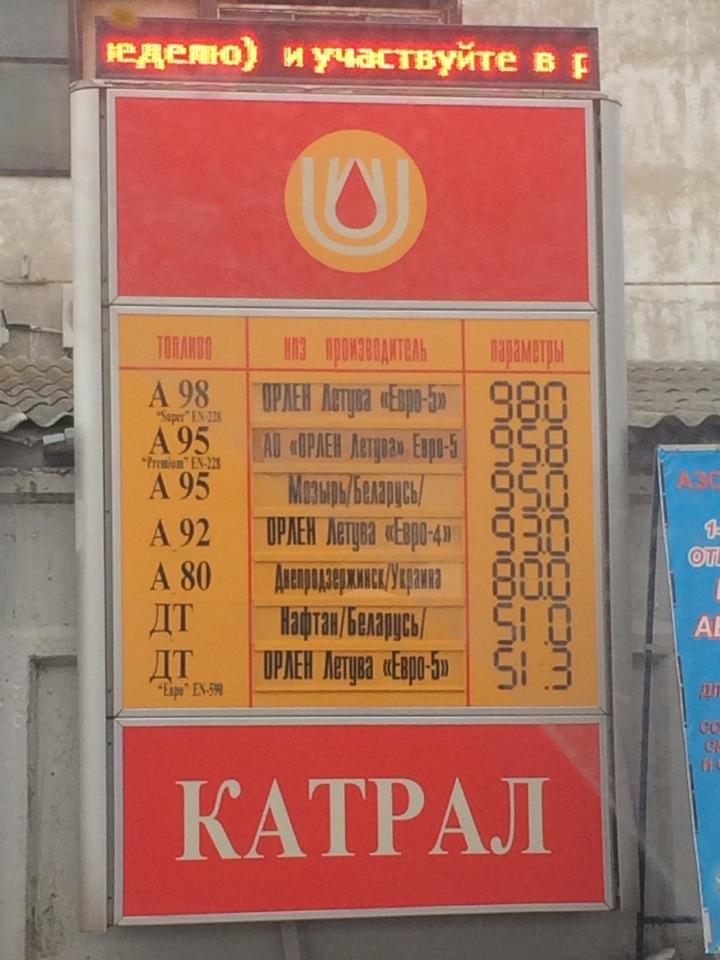 неделю) и участвуйте в р
топливо нпз производитель параметры
А 98 ОРЛЕН Летува «Евро-5» 98.0
"Super" EN-228
А 95 АО «ОРЛЕН Летува» Евро-5 95.8
"Premium" EN-228
А 95 Мозырь/Беларусь/ 95.0
А 92 ОРЛЕН Летува «Евро-4» 93.0
А 80 Днепродзержинск/Украина 80.0
ДТ Нафтан/Беларусь/ 51.0
ДТ ОРЛЕН Летува «Евро-5» 51.3
"Евро" EN-590
КАТРАЛ